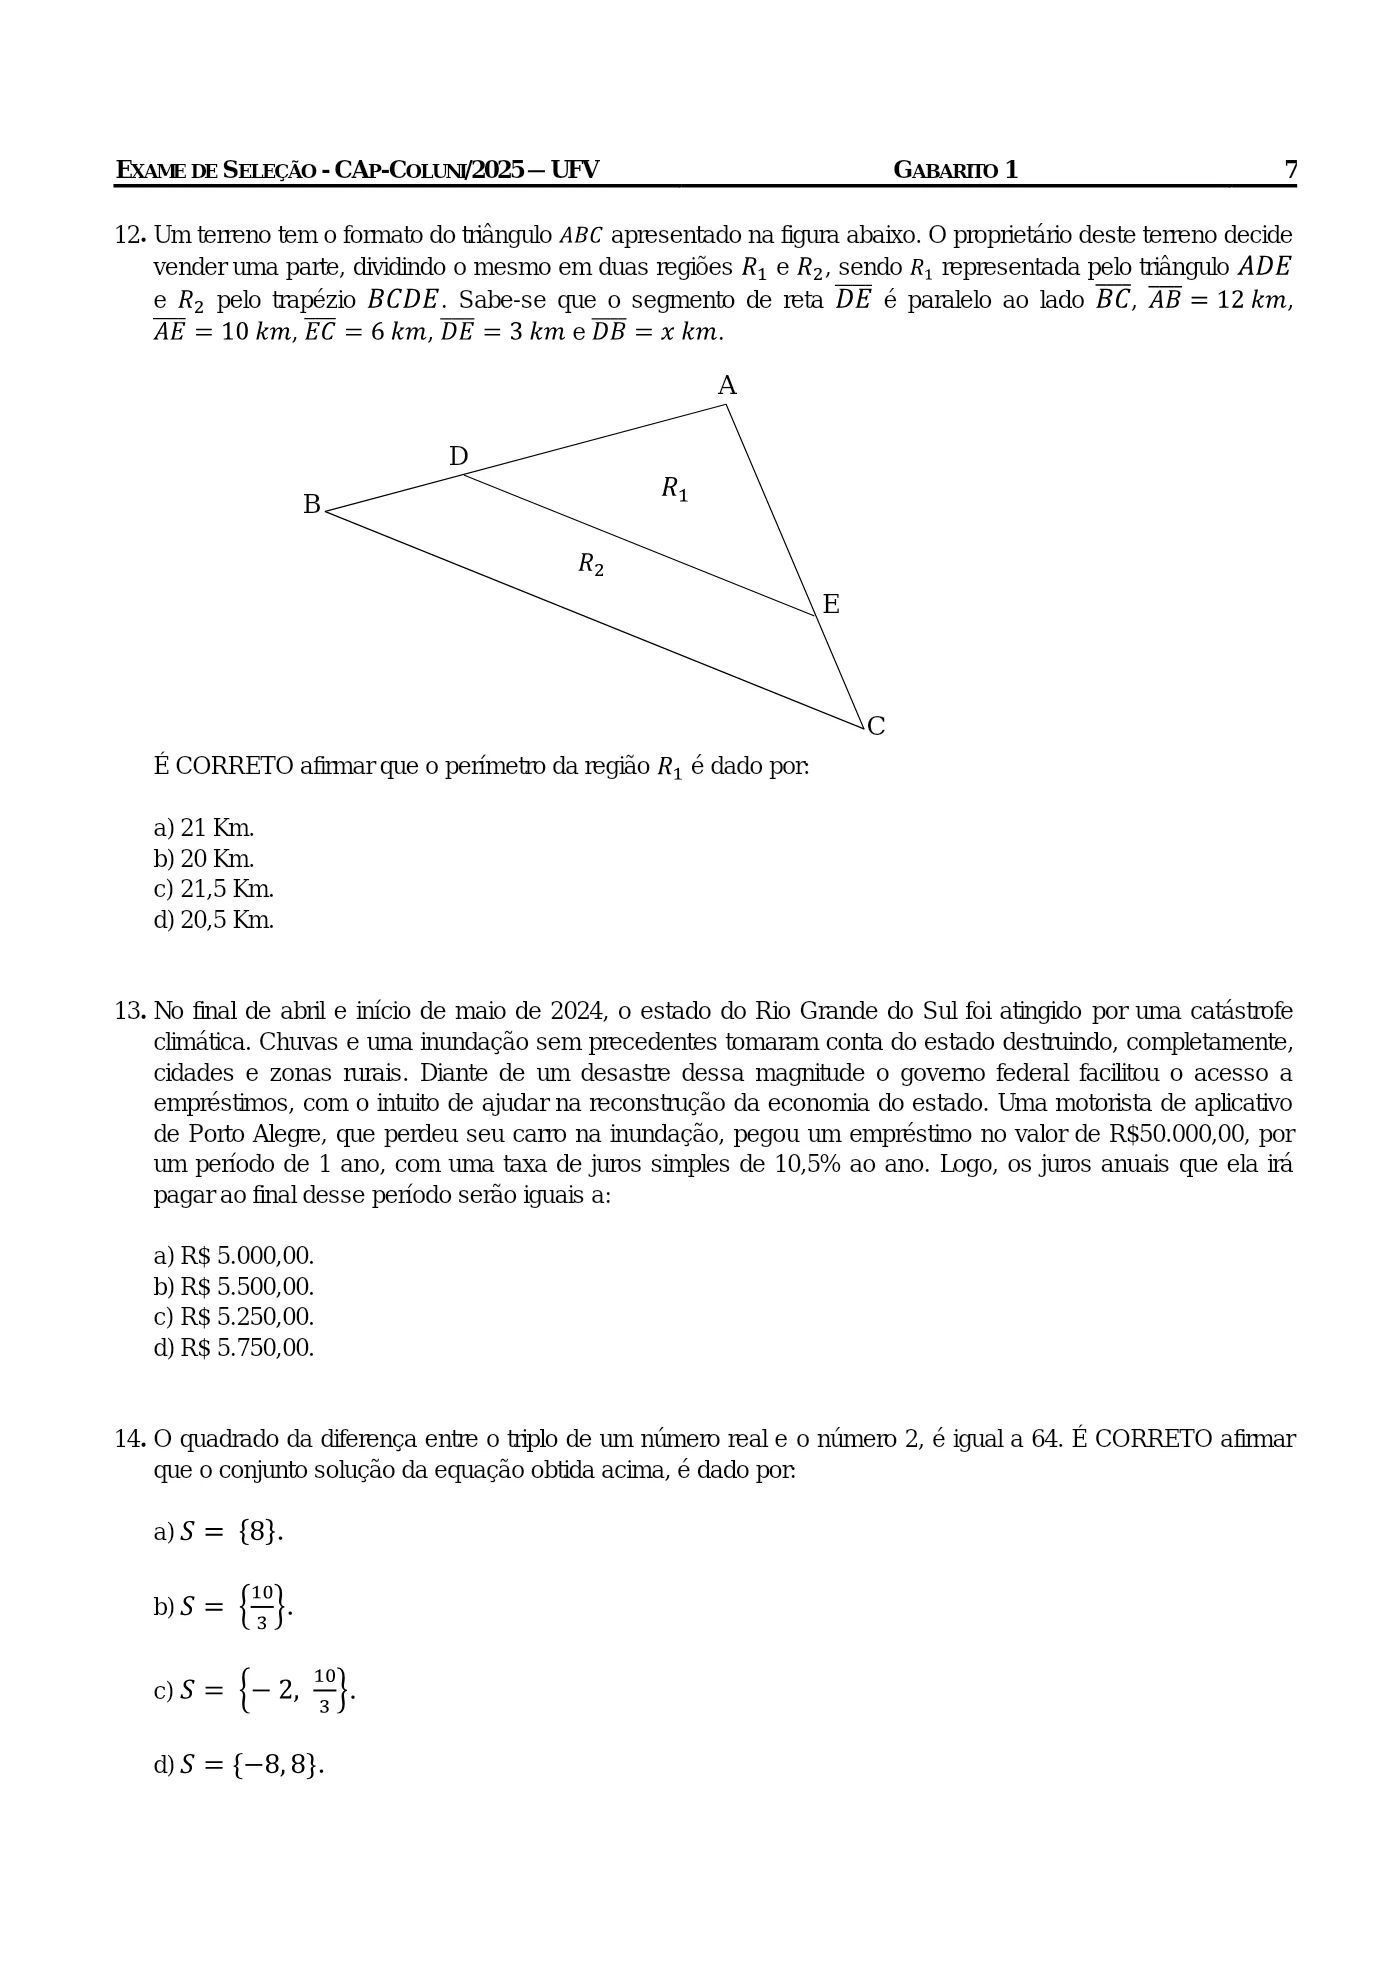 EXAME DE SELEÇÃO - CAP-COLUNI/2025 — UFV GABARITO 1 7
12. Um terreno tem o formato do triângulo ABC apresentado na figura abaixo. O proprietário deste terreno decide
vender uma parte, dividindo o mesmo em duas regiões R₁ e R₂, sendo R₁ representada pelo triângulo ADE
e R₂ pelo trapézio BCDE. Sabe-se que o segmento de reta D̅E̅ é paralelo ao lado B̅C̅, A̅B̅ = 12 km,
A̅E̅ = 10 km, E̅C̅ = 6 km, D̅E̅ = 3 km e D̅B̅ = x km.
A
D
R₁
B
R₂
E
C
É CORRETO afirmar que o perímetro da região R₁ é dado por:
a) 21 Km.
b) 20 Km.
c) 21,5 Km.
d) 20,5 Km.
13. No final de abril e início de maio de 2024, o estado do Rio Grande do Sul foi atingido por uma catástrofe
climática. Chuvas e uma inundação sem precedentes tomaram conta do estado destruindo, completamente,
cidades e zonas rurais. Diante de um desastre dessa magnitude o governo federal facilitou o acesso a
empréstimos, com o intuito de ajudar na reconstrução da economia do estado. Uma motorista de aplicativo
de Porto Alegre, que perdeu seu carro na inundação, pegou um empréstimo no valor de R$50.000,00, por
um período de 1 ano, com uma taxa de juros simples de 10,5% ao ano. Logo, os juros anuais que ela irá
pagar ao final desse período serão iguais a:
a) R$ 5.000,00.
b) R$ 5.500,00.
c) R$ 5.250,00.
d) R$ 5.750,00.
14. O quadrado da diferença entre o triplo de um número real e o número 2, é igual a 64. É CORRETO afirmar
que o conjunto solução da equação obtida acima, é dado por:
a) S = {8}.
b) S = {10/3}.
c) S = {− 2, 10/3}.
d) S = {−8, 8}.